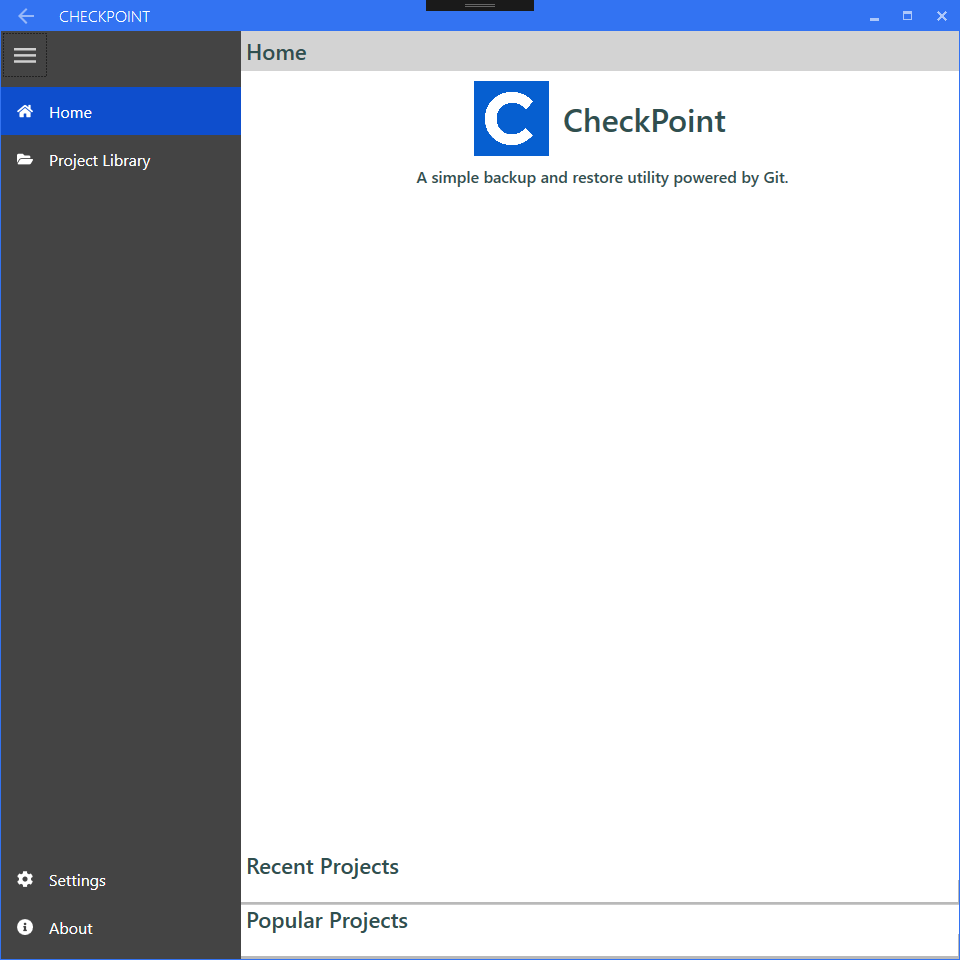 CHECKPOINT
Home
Project Library
Settings
About
Home
C CheckPoint
A simple backup and restore utility powered by Git.
Recent Projects
Popular Projects